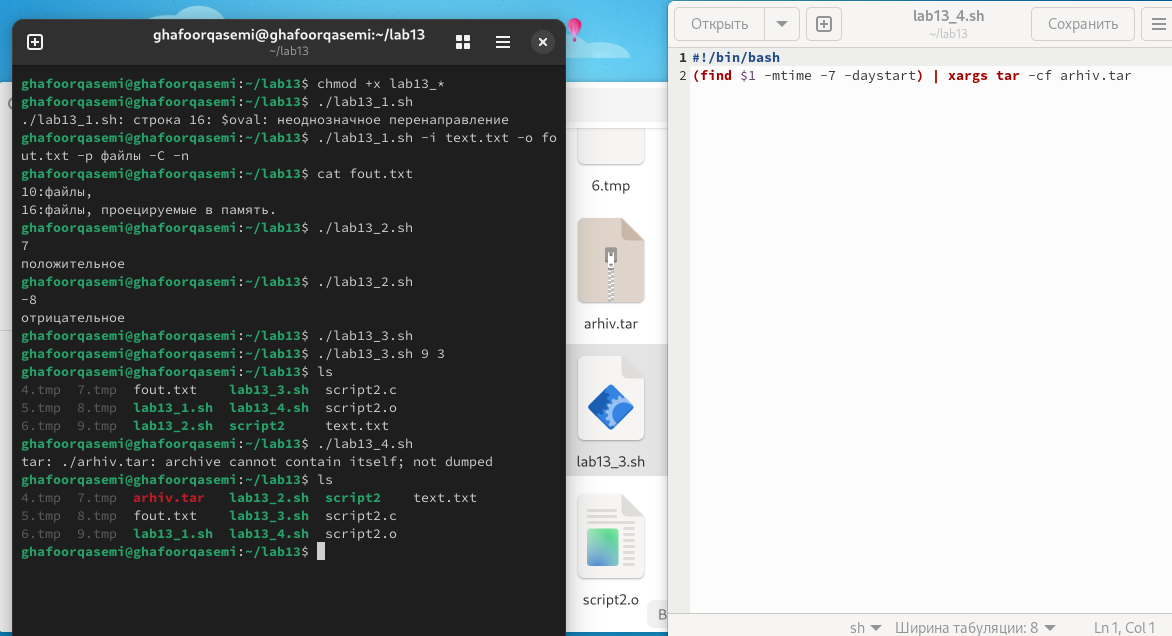 ghafoorqasemi@ghafoorqasemi:~/lab13
~/lab13
ghafoorqasemi@ghafoorqasemi:~/lab13$ chmod +x lab13_*
ghafoorqasemi@ghafoorqasemi:~/lab13$ ./lab13_1.sh
./lab13_1.sh: строка 16: $oval: неоднозначное перенаправление
ghafoorqasemi@ghafoorqasemi:~/lab13$ ./lab13_1.sh -i text.txt -o fo
ut.txt -p файлы -C -n
ghafoorqasemi@ghafoorqasemi:~/lab13$ cat fout.txt
10:файлы,
16:файлы, проецируемые в память.
ghafoorqasemi@ghafoorqasemi:~/lab13$ ./lab13_2.sh
7
положительное
ghafoorqasemi@ghafoorqasemi:~/lab13$ ./lab13_2.sh
-8
отрицательное
ghafoorqasemi@ghafoorqasemi:~/lab13$ ./lab13_3.sh
ghafoorqasemi@ghafoorqasemi:~/lab13$ ./lab13_3.sh 9 3
ghafoorqasemi@ghafoorqasemi:~/lab13$ ls
4.tmp 7.tmp fout.txt lab13_3.sh script2.c
5.tmp 8.tmp lab13_1.sh lab13_4.sh script2.o
6.tmp 9.tmp lab13_2.sh script2 text.txt
ghafoorqasemi@ghafoorqasemi:~/lab13$ ./lab13_4.sh
tar: ./arhiv.tar: archive cannot contain itself; not dumped
ghafoorqasemi@ghafoorqasemi:~/lab13$ ls
4.tmp 7.tmp arhiv.tar lab13_2.sh script2 text.txt
5.tmp 8.tmp fout.txt lab13_3.sh script2.c
6.tmp 9.tmp lab13_1.sh lab13_4.sh script2.o
ghafoorqasemi@ghafoorqasemi:~/lab13$
6.tmp
arhiv.tar
lab13_3.sh
script2.o
Открыть
lab13_4.sh
~/lab13
Сохранить
1 #!/bin/bash
2 (find $1 -mtime -7 -daystart) | xargs tar -cf arhiv.tar
sh Ширина табуляции: 8 Ln 1, Col 1